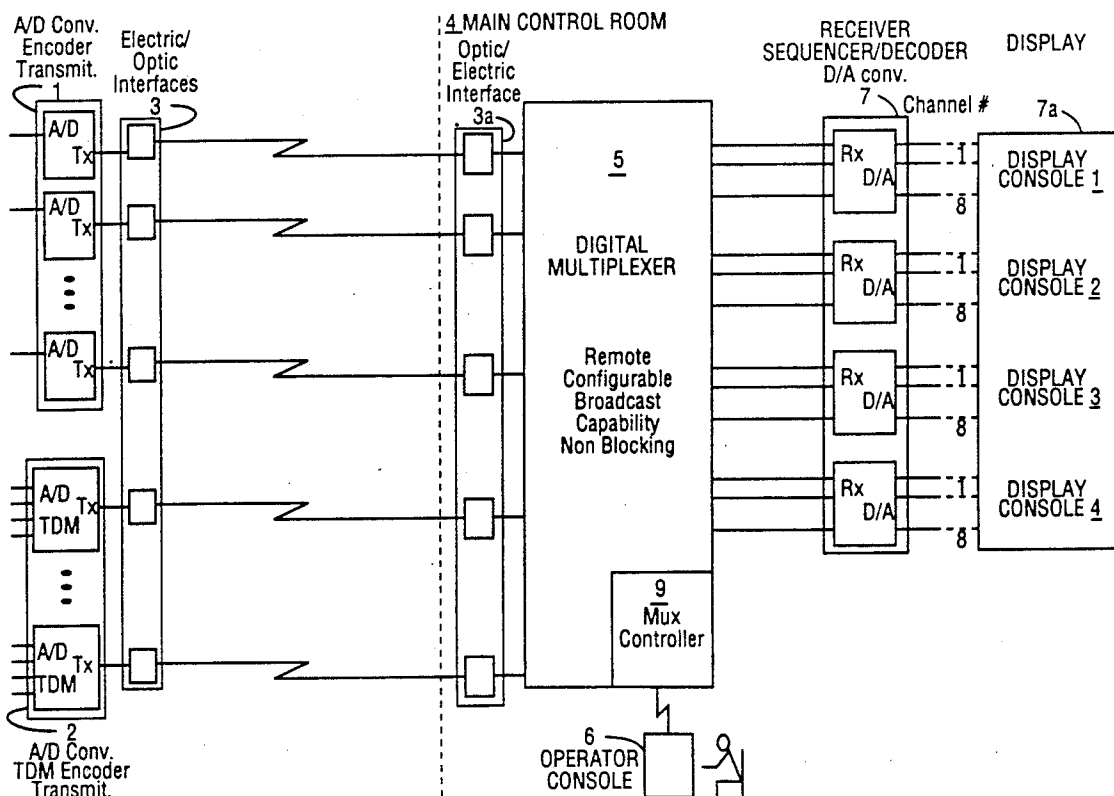 A/D Conv.
Encoder
Transmit.
1
Electric/
Optic
Interfaces
3
4 MAIN CONTROL ROOM
Optic/
Electric
Interface
3a
RECEIVER
SEQUENCER/DECODER
D/A conv.
7
Channel #
DISPLAY
7a
A/D
Tx
A/D
Tx
A/D
Tx
A/D
TDM
Tx
A/D
TDM
Tx
2
A/D Conv.
TDM Encoder
Transmit.
5
DIGITAL
MULTIPLEXER
Remote
Configurable
Broadcast
Capability
Non Blocking
9
Mux
Controller
6
OPERATOR
CONSOLE
Rx
D/A
1
8
DISPLAY
CONSOLE 1
Rx
D/A
1
8
DISPLAY
CONSOLE 2
Rx
D/A
1
8
DISPLAY
CONSOLE 3
Rx
D/A
1
8
DISPLAY
CONSOLE 4